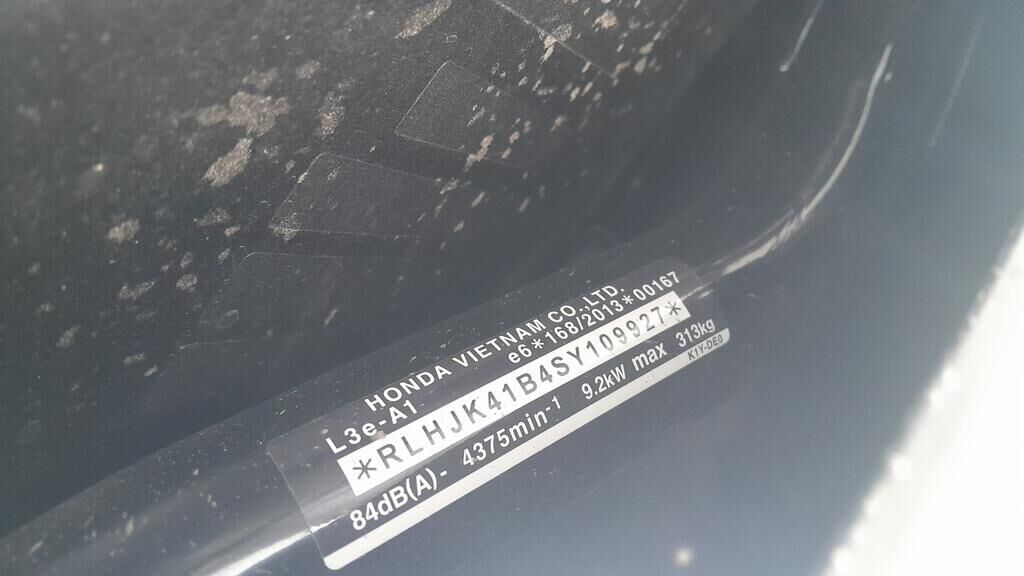 HONDA VIETNAM CO.,LTD.
L3e-A1 e6*168/2013*00167
*RLHJK41B4SY109927*
84dB(A)- 4375min-1 9.2kW max 313kg
K1Y-DE0